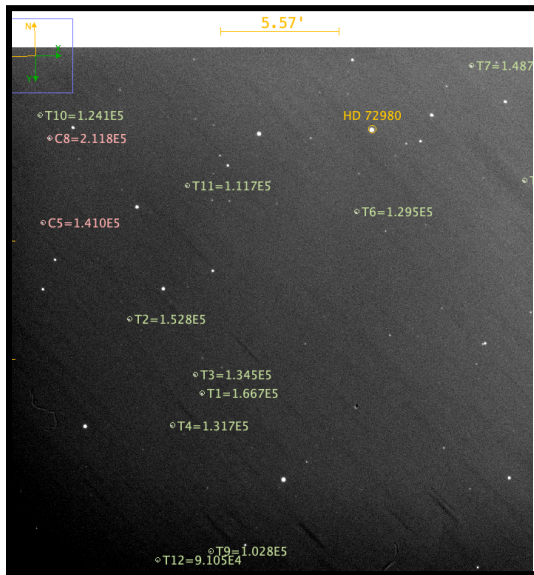 5.57'
N
X
Y
T7=1.487
T10=1.241E5
HD 72980
C8=2.118E5
T11=1.117E5
T6=1.295E5
C5=1.410E5
T2=1.528E5
T3=1.345E5
T1=1.667E5
T4=1.317E5
T9=1.028E5
T12=9.105E4